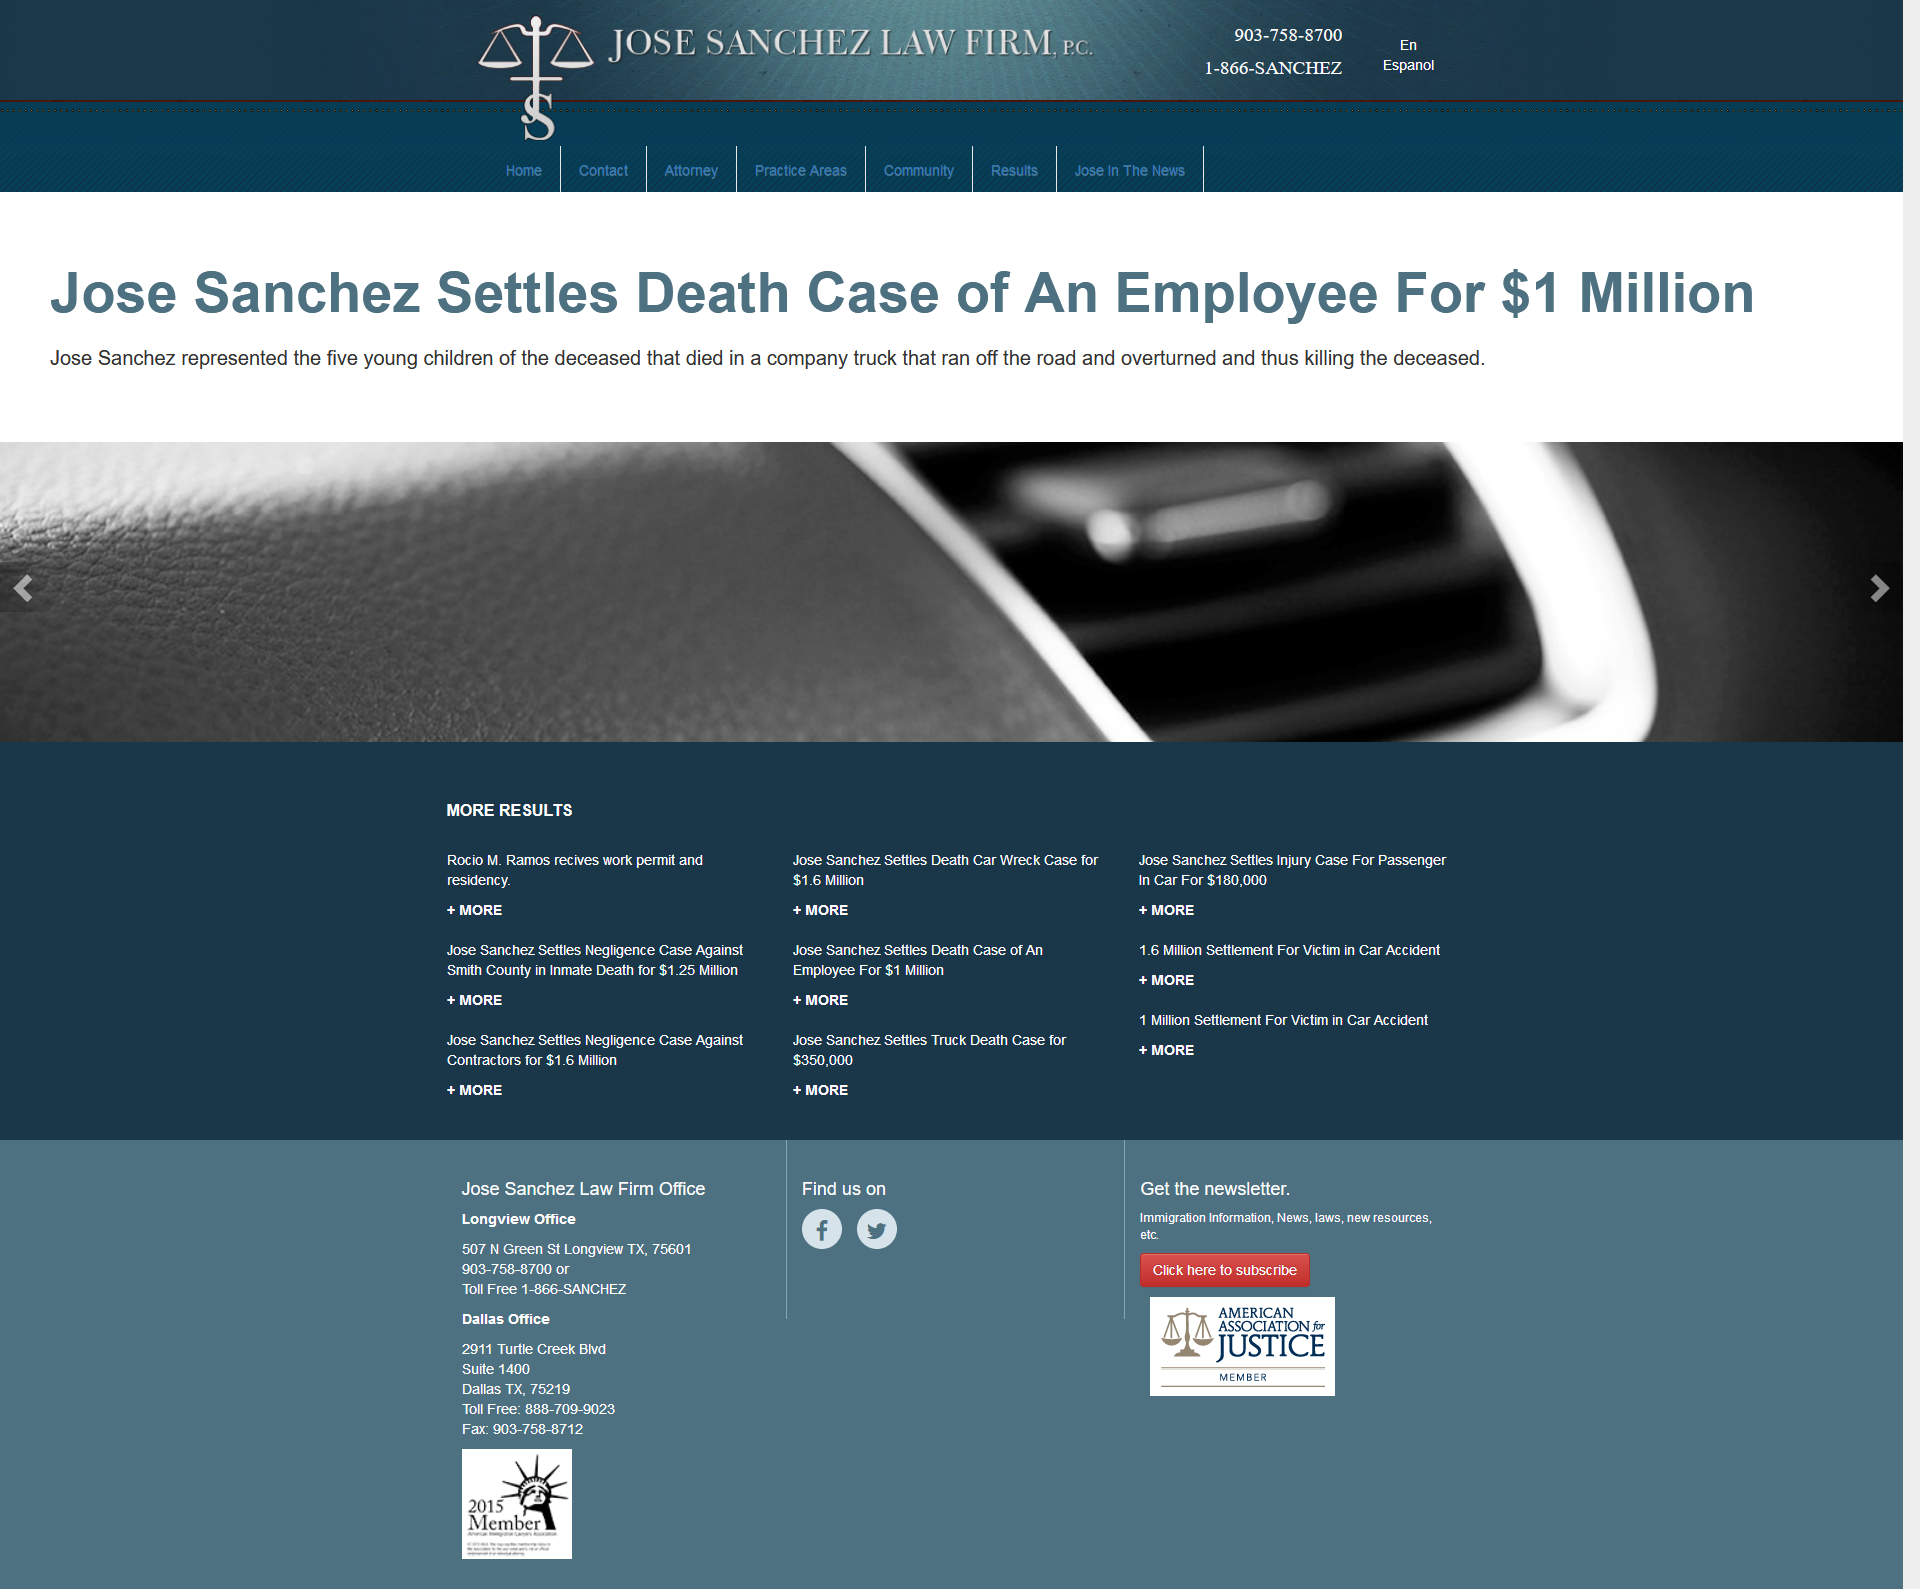 JOSE SANCHEZ LAW FIRM, P.C.
903-758-8700
1-866-SANCHEZ
En
Espanol
JS
Home
Contact
Attorney
Practice Areas
Community
Results
Jose In The News
Jose Sanchez Settles Death Case of An Employee For $1 Million
Jose Sanchez represented the five young children of the deceased that died in a company truck that ran off the road and overturned and thus killing the deceased.
MORE RESULTS
Rocio M. Ramos recives work permit and
residency.
+ MORE
Jose Sanchez Settles Negligence Case Against
Smith County in Inmate Death for $1.25 Million
+ MORE
Jose Sanchez Settles Negligence Case Against
Contractors for $1.6 Million
+ MORE
Jose Sanchez Settles Death Car Wreck Case for
$1.6 Million
+ MORE
Jose Sanchez Settles Death Case of An
Employee For $1 Million
+ MORE
Jose Sanchez Settles Truck Death Case for
$350,000
+ MORE
Jose Sanchez Settles Injury Case For Passenger
In Car For $180,000
+ MORE
1.6 Million Settlement For Victim in Car Accident
+ MORE
1 Million Settlement For Victim in Car Accident
+ MORE
Jose Sanchez Law Firm Office
Longview Office
507 N Green St Longview TX, 75601
903-758-8700 or
Toll Free 1-866-SANCHEZ
Dallas Office
2911 Turtle Creek Blvd
Suite 1400
Dallas TX, 75219
Toll Free: 888-709-9023
Fax: 903-758-8712
2015
Member
American Immigration Lawyers Association
Find us on
Get the newsletter.
Immigration Information, News, laws, new resources,
etc.
Click here to subscribe
AMERICAN
ASSOCIATION for
JUSTICE
MEMBER